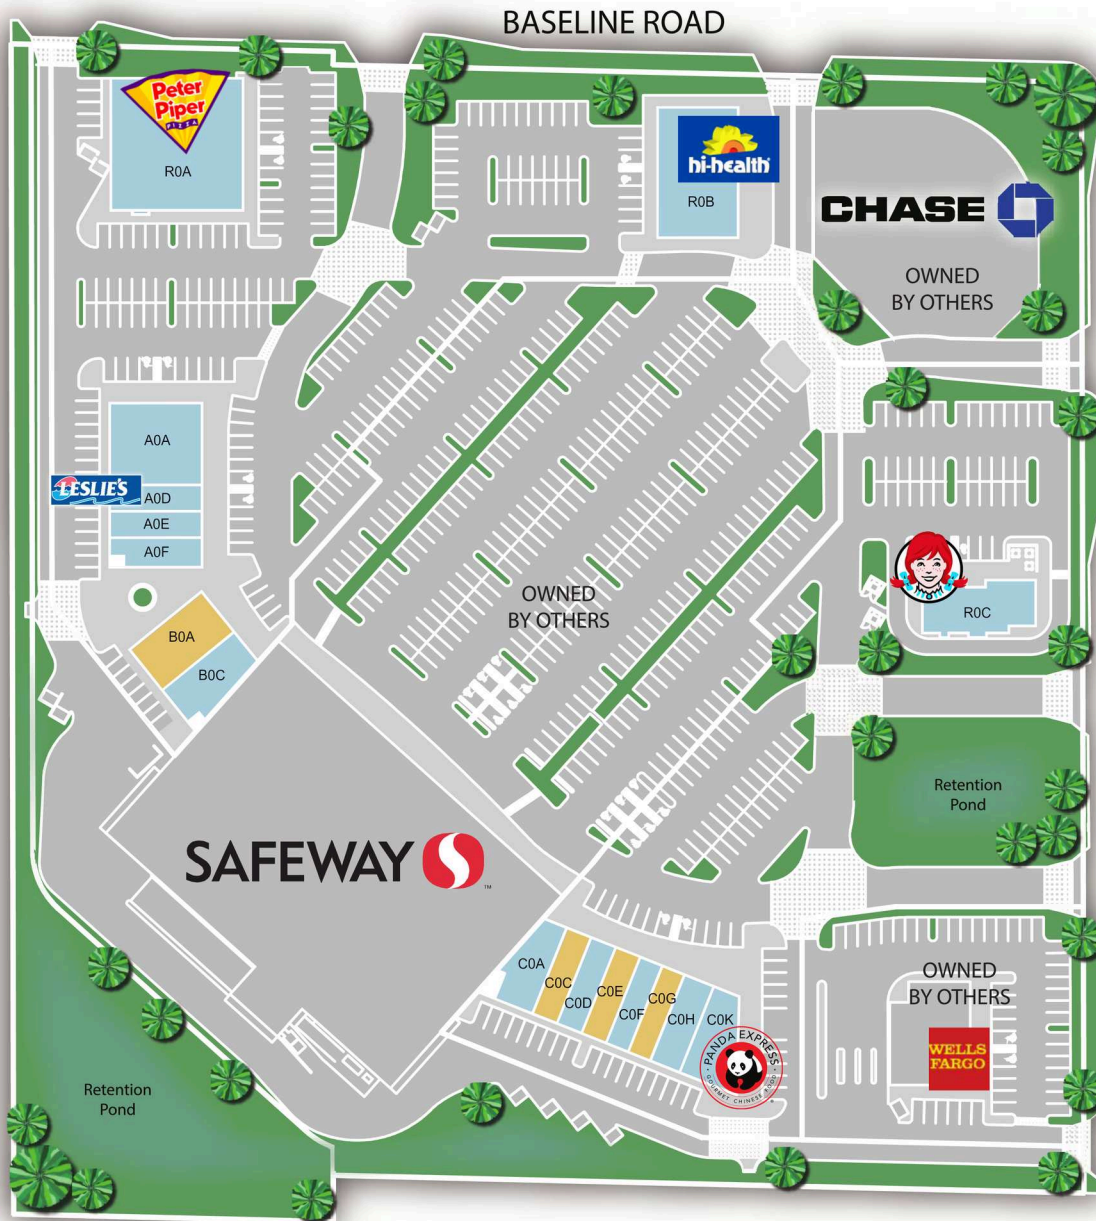 BASELINE ROAD
Peter
Piper
PIZZA
R0A
hi-health
R0B
CHASE
OWNED
BY OTHERS
A0A
LESLIE'S
A0D
A0E
A0F
OWNED
BY OTHERS
R0C
B0A
B0C
Retention
Pond
SAFEWAY
TM
C0A
C0C
C0D
C0E
C0F
C0G
C0H
C0K
PANDA EXPRESS
GOURMET CHINESE FOOD
OWNED
BY OTHERS
WELLS
FARGO
Retention
Pond